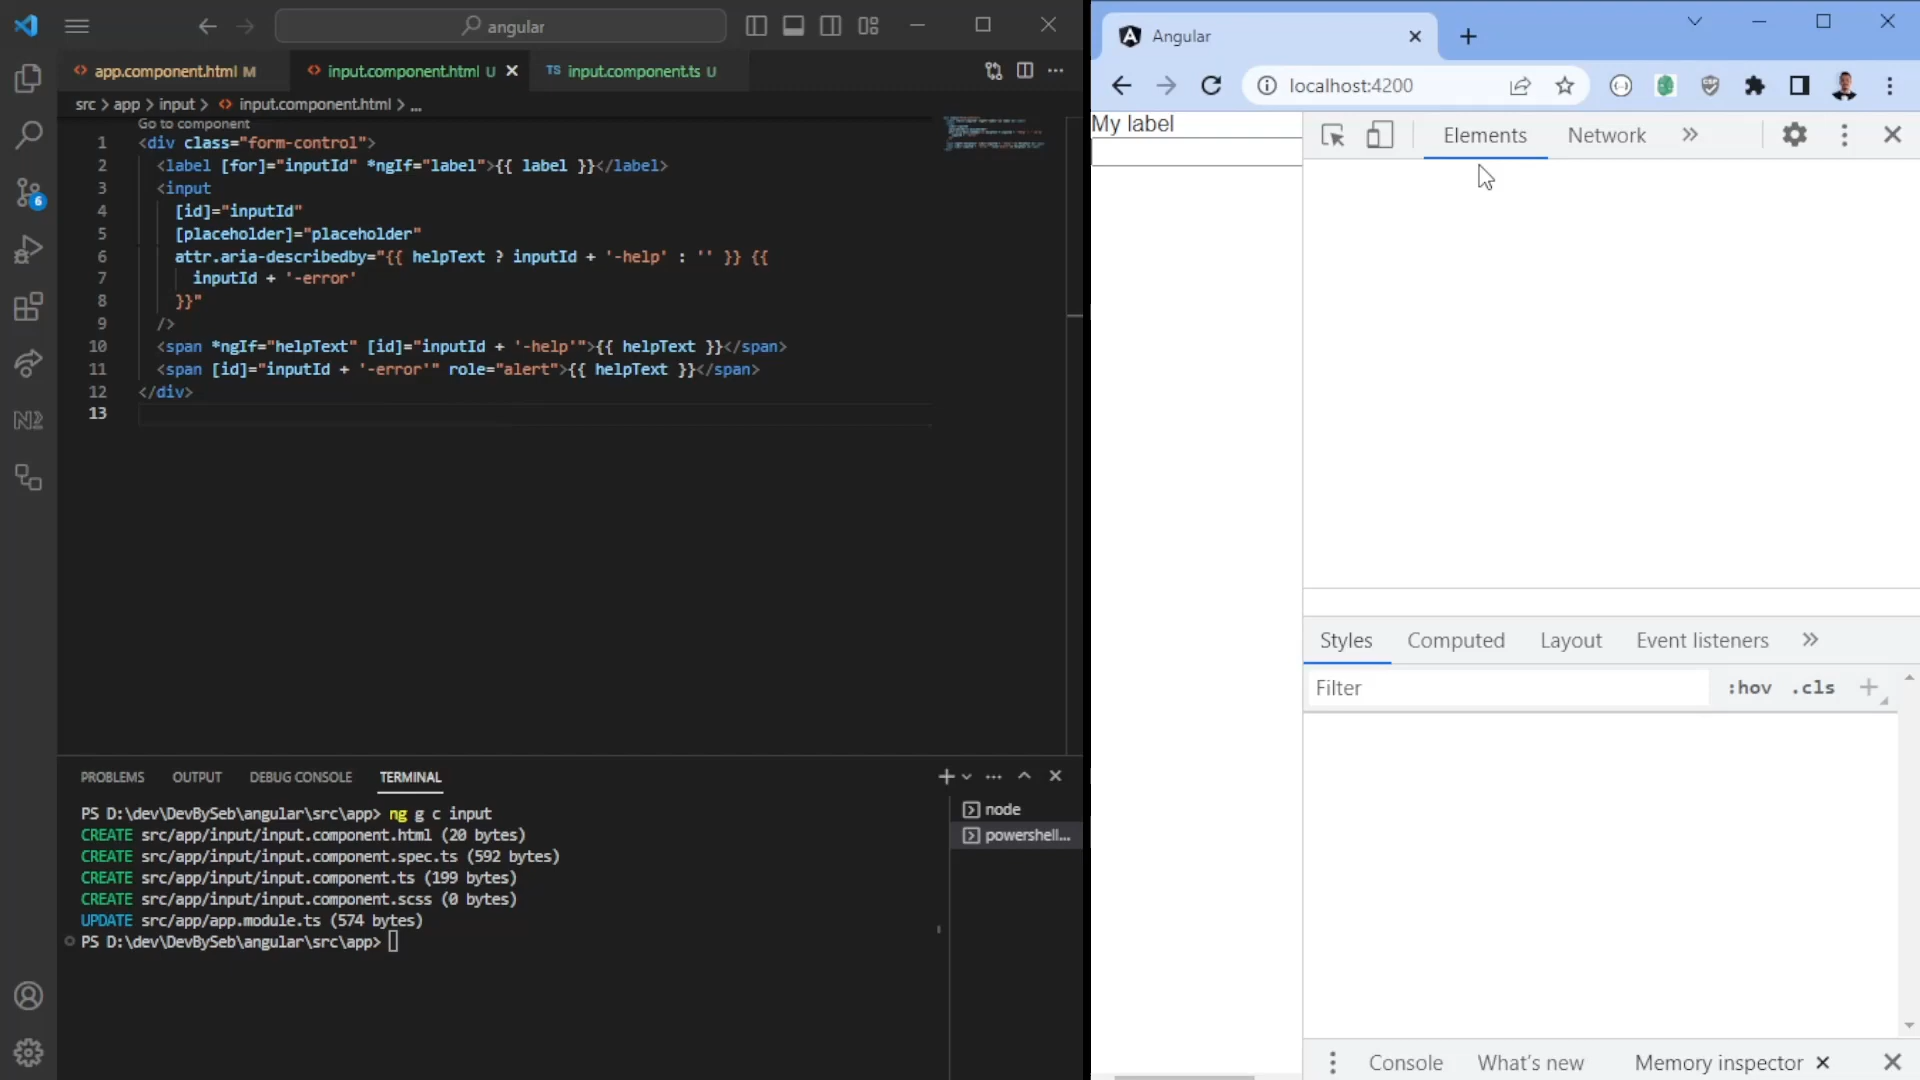 angular
app.component.html M
input.component.html U
TS input.component.ts U
src > app > input > input.component.html > ...
Go to component
1 <div class="form-control">
2 <label [for]="inputId" *ngIf="label">{{ label }}</label>
3 <input
4 [id]="inputId"
5 [placeholder]="placeholder"
6 attr.aria-describedby="{{ helpText ? inputId + '-help' : '' }} {{
7 inputId + '-error'
8 }}"
9 />
10 <span *ngIf="helpText" [id]="inputId + '-help'">{{ helpText }}</span>
11 <span [id]="inputId + '-error'" role="alert">{{ helpText }}</span>
12 </div>
13
6
PROBLEMS OUTPUT DEBUG CONSOLE TERMINAL
PS D:\dev\DevBySeb\angular\src\app> ng g c input
CREATE src/app/input/input.component.html (20 bytes)
CREATE src/app/input/input.component.spec.ts (592 bytes)
CREATE src/app/input/input.component.ts (199 bytes)
CREATE src/app/input/input.component.scss (0 bytes)
UPDATE src/app/app.module.ts (574 bytes)
PS D:\dev\DevBySeb\angular\src\app>
node
powershell...
Angular
localhost:4200
My label
Elements Network
Styles Computed Layout Event listeners
Filter :hov .cls
Console What's new Memory inspector